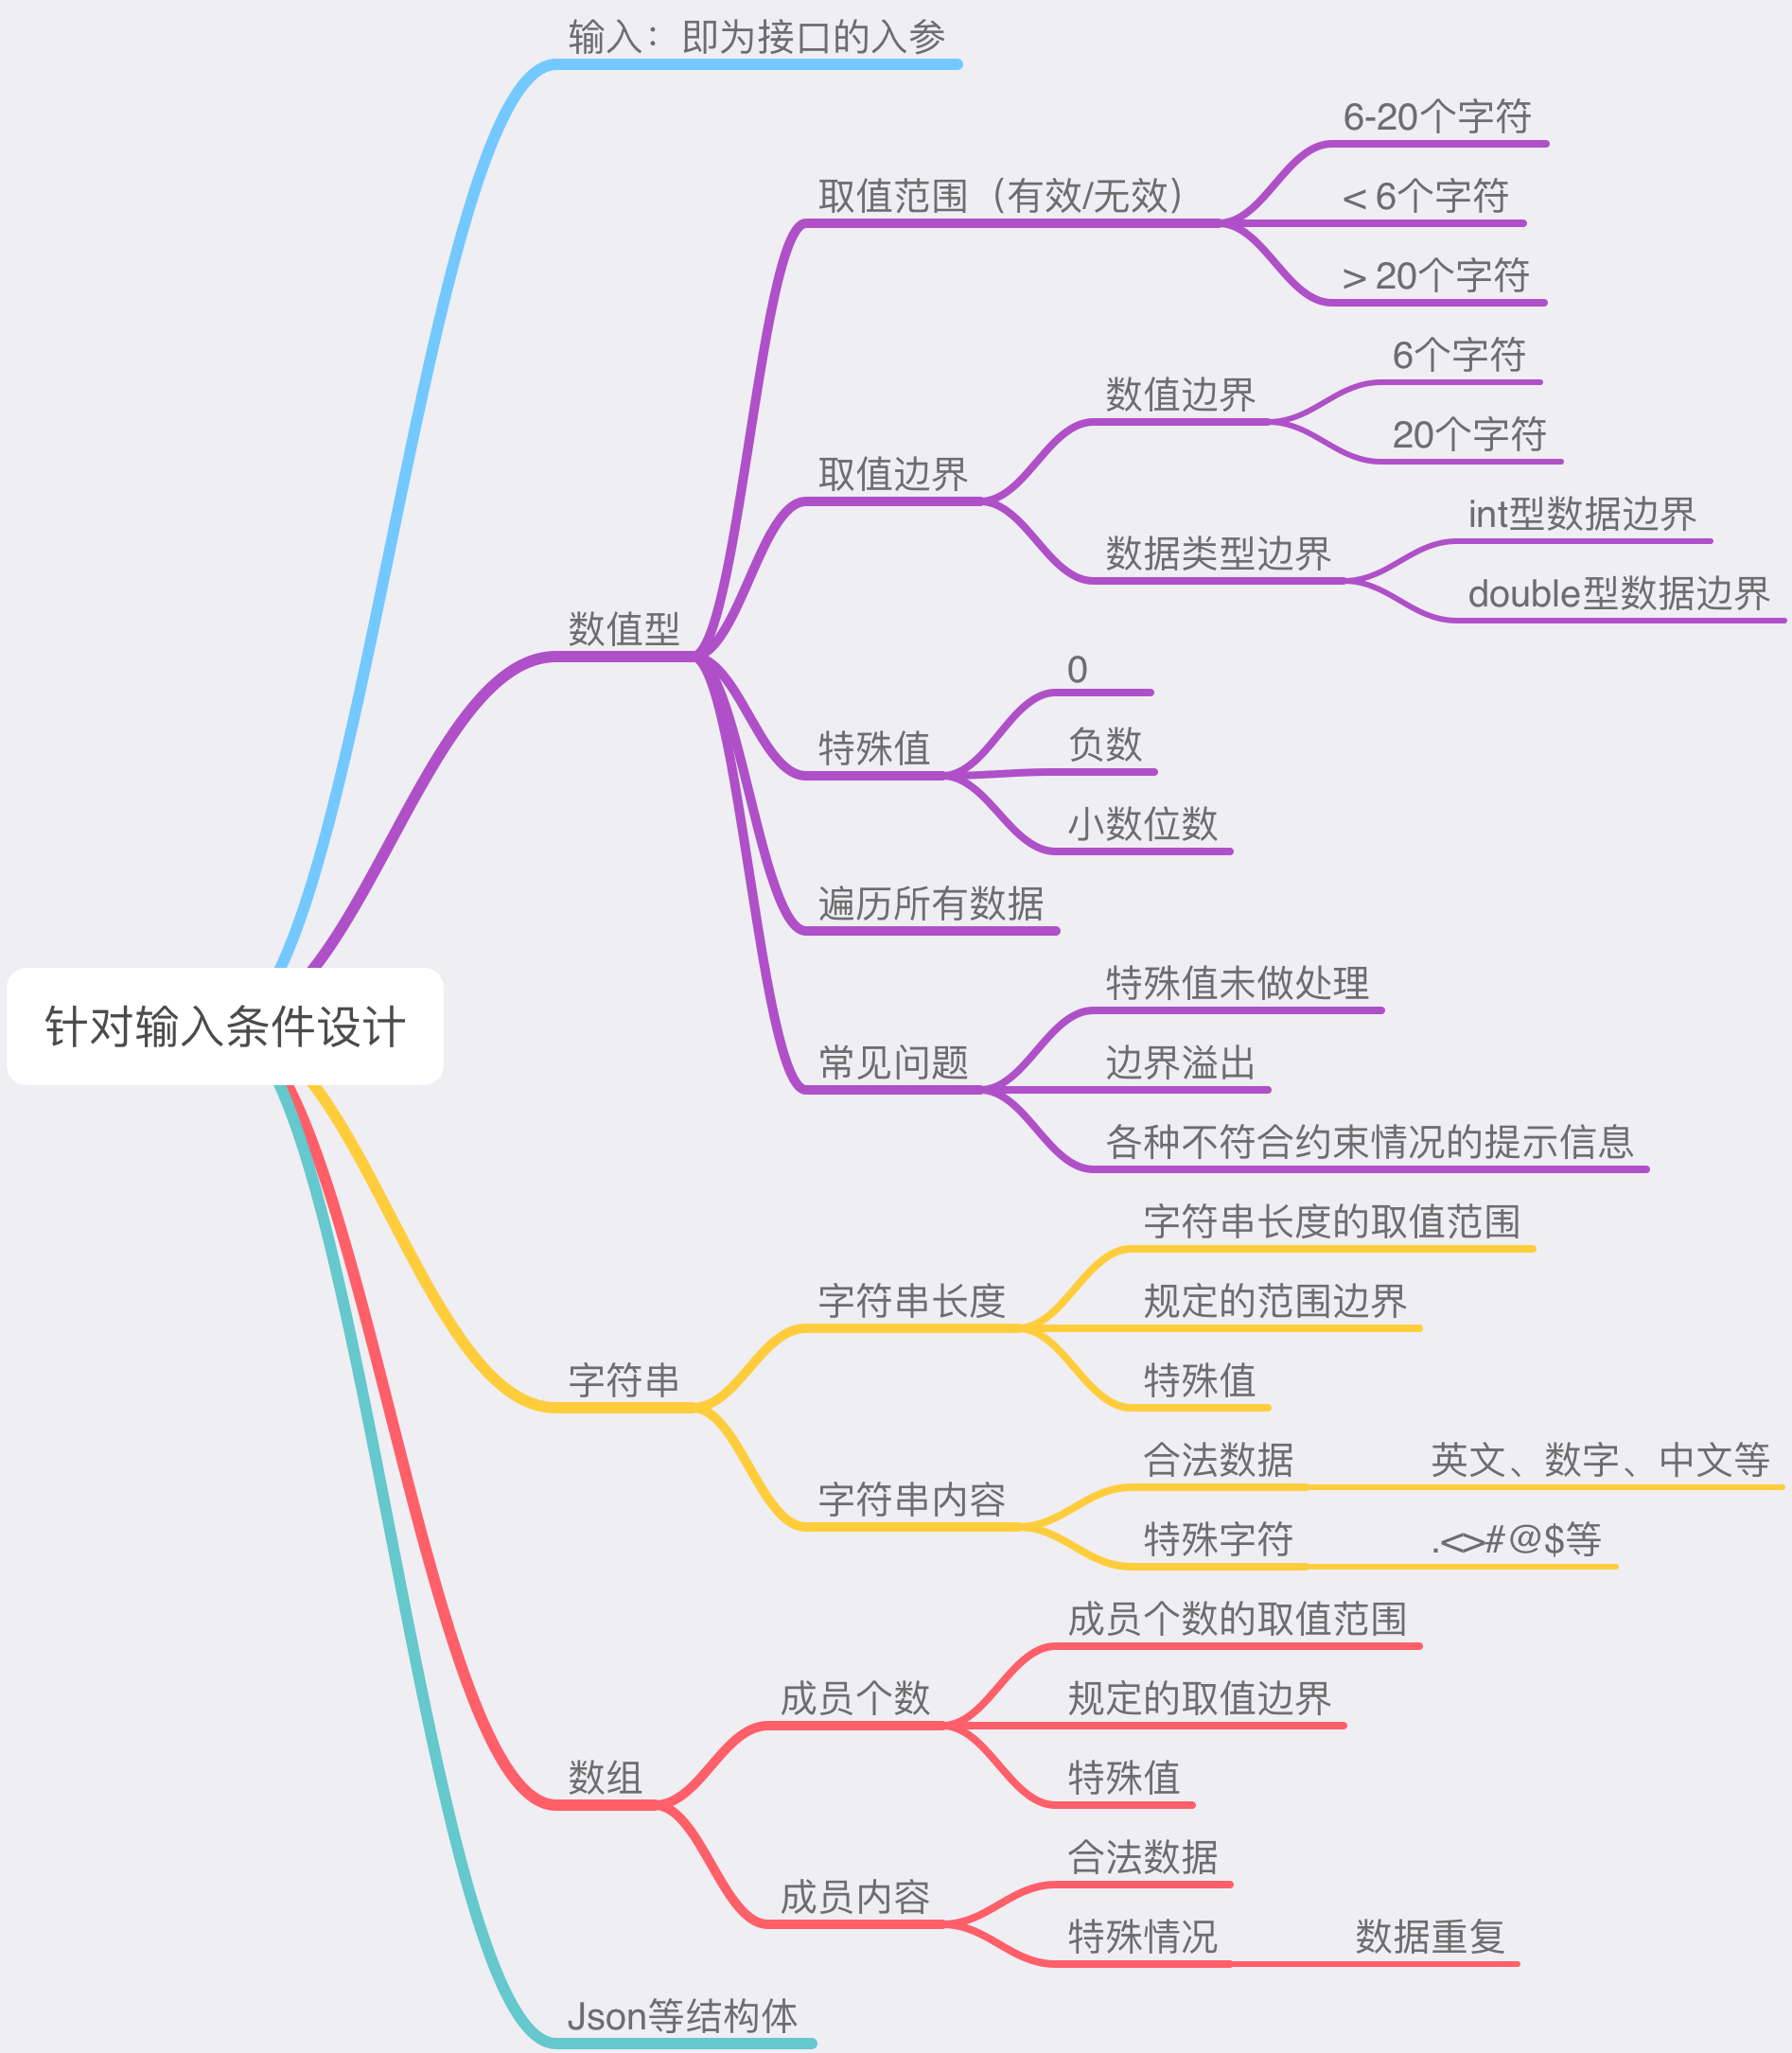 针对输入条件设计
输入：即为接口的入参
数值型
取值范围（有效/无效）
6-20个字符
< 6个字符
> 20个字符
取值边界
数值边界
6个字符
20个字符
数据类型边界
int型数据边界
double型数据边界
特殊值
0
负数
小数位数
遍历所有数据
常见问题
特殊值未做处理
边界溢出
各种不符合约束情况的提示信息
字符串
字符串长度
字符串长度的取值范围
规定的范围边界
特殊值
字符串内容
合法数据
英文、数字、中文等
特殊字符
.<>#@$等
数组
成员个数
成员个数的取值范围
规定的取值边界
特殊值
成员内容
合法数据
特殊情况
数据重复
Json等结构体